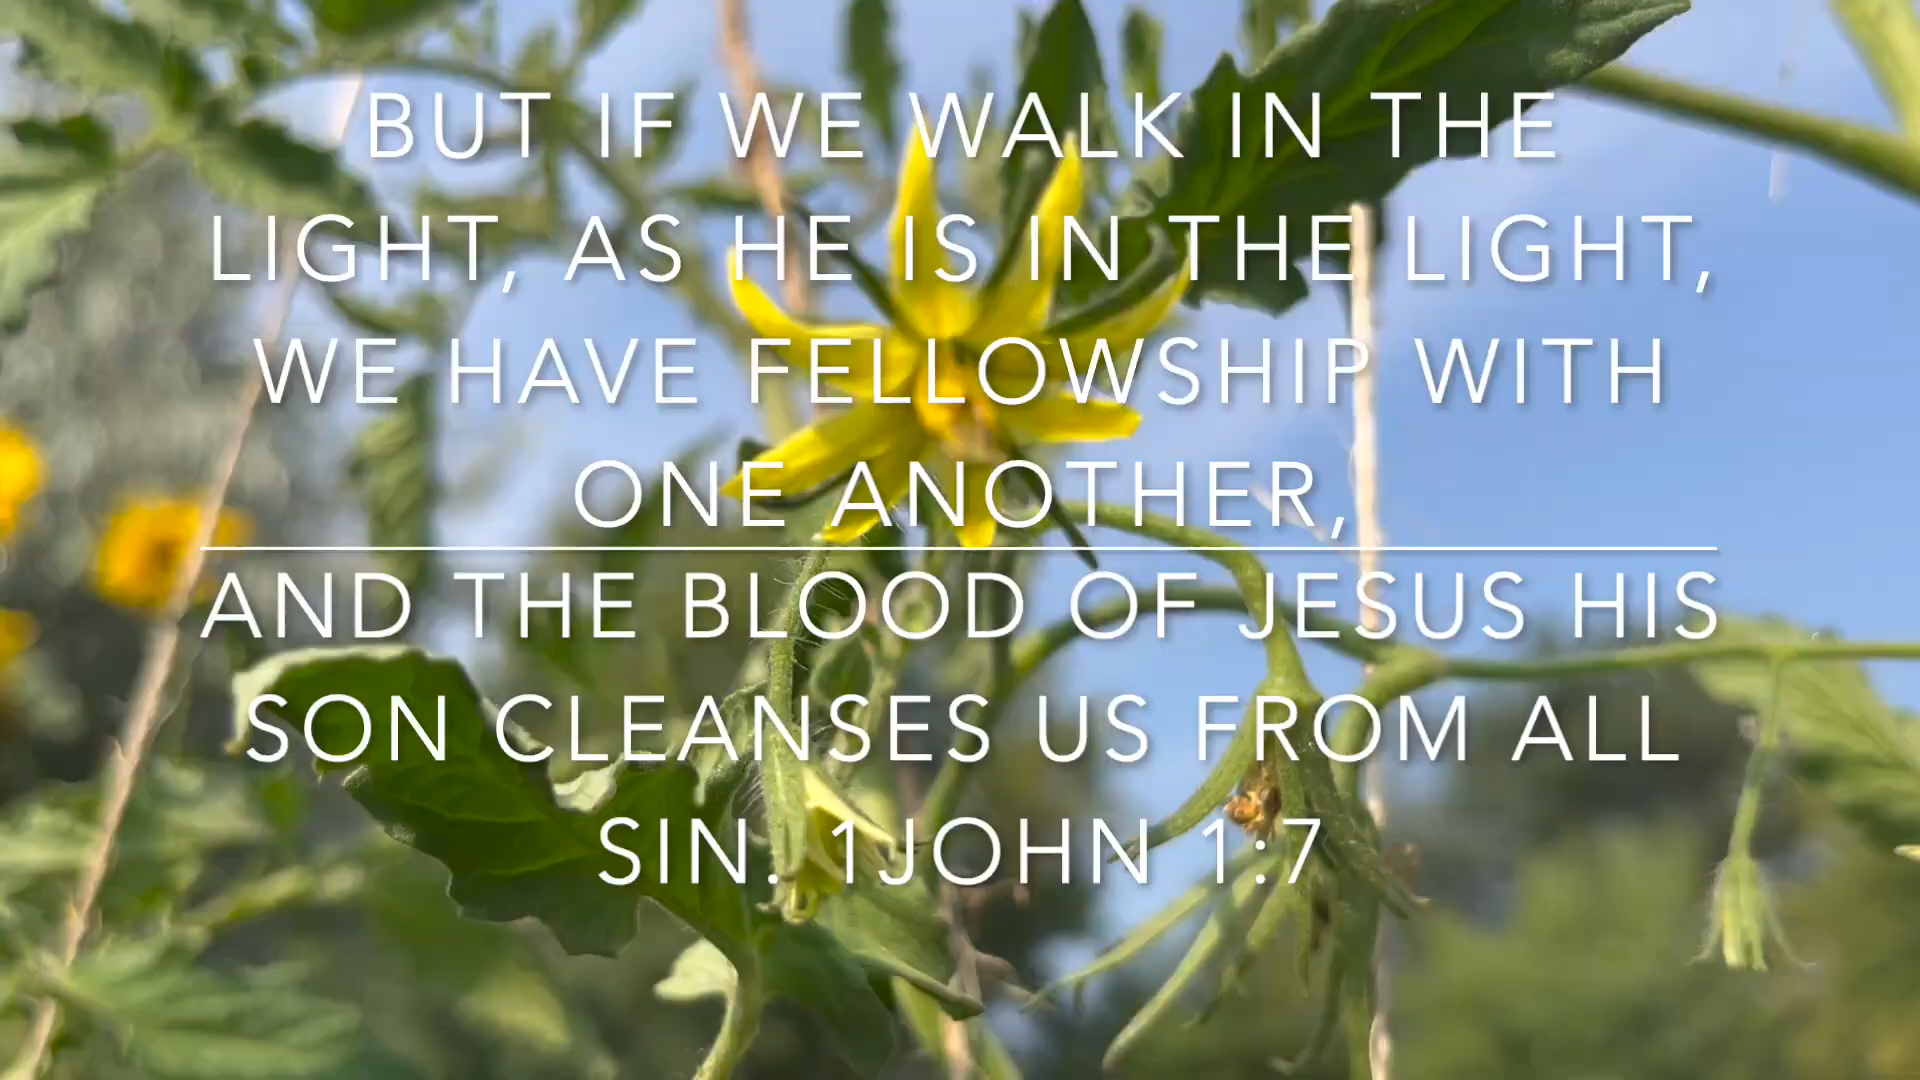 BUT IF WE WALK IN THE
LIGHT, AS HE IS IN THE LIGHT,
WE HAVE FELLOWSHIP WITH
ONE ANOTHER,
AND THE BLOOD OF JESUS HIS
SON CLEANSES US FROM ALL
SIN. 1JOHN 1:7